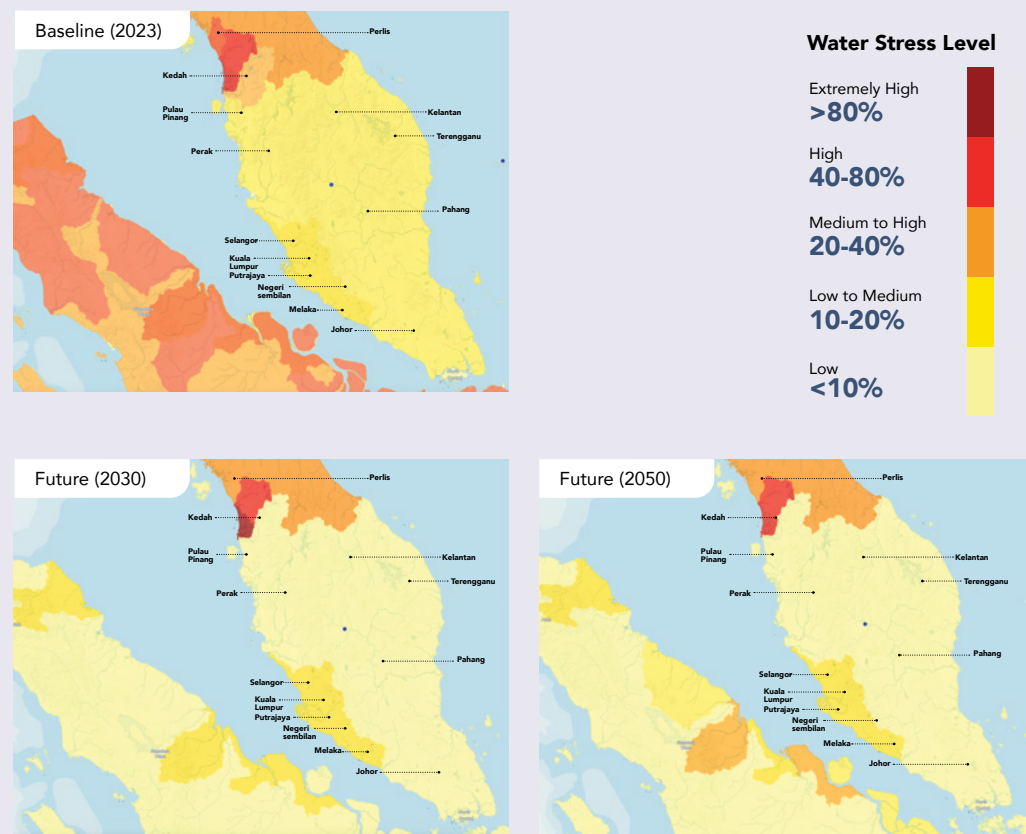 Baseline (2023)
Perlis
Kedah
Pulau
Pinang
Kelantan
Terengganu
Perak
Pahang
Selangor
Kuala
Lumpur
Putrajaya
Negeri
sembilan
Melaka
Johor
Water Stress Level
Extremely High
>80%
High
40-80%
Medium to High
20-40%
Low to Medium
10-20%
Low
<10%
Future (2030)
Perlis
Kedah
Pulau
Pinang
Kelantan
Terengganu
Perak
Pahang
Selangor
Kuala
Lumpur
Putrajaya
Negeri
sembilan
Melaka
Johor
Future (2050)
Perlis
Kedah
Pulau
Pinang
Kelantan
Terengganu
Perak
Pahang
Selangor
Kuala
Lumpur
Putrajaya
Negeri
sembilan
Melaka
Johor